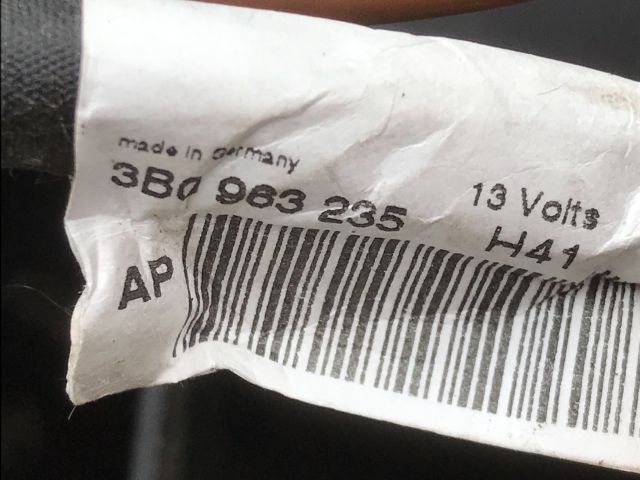 made in germany
3B0 963 235
13 Volts
H41
AP